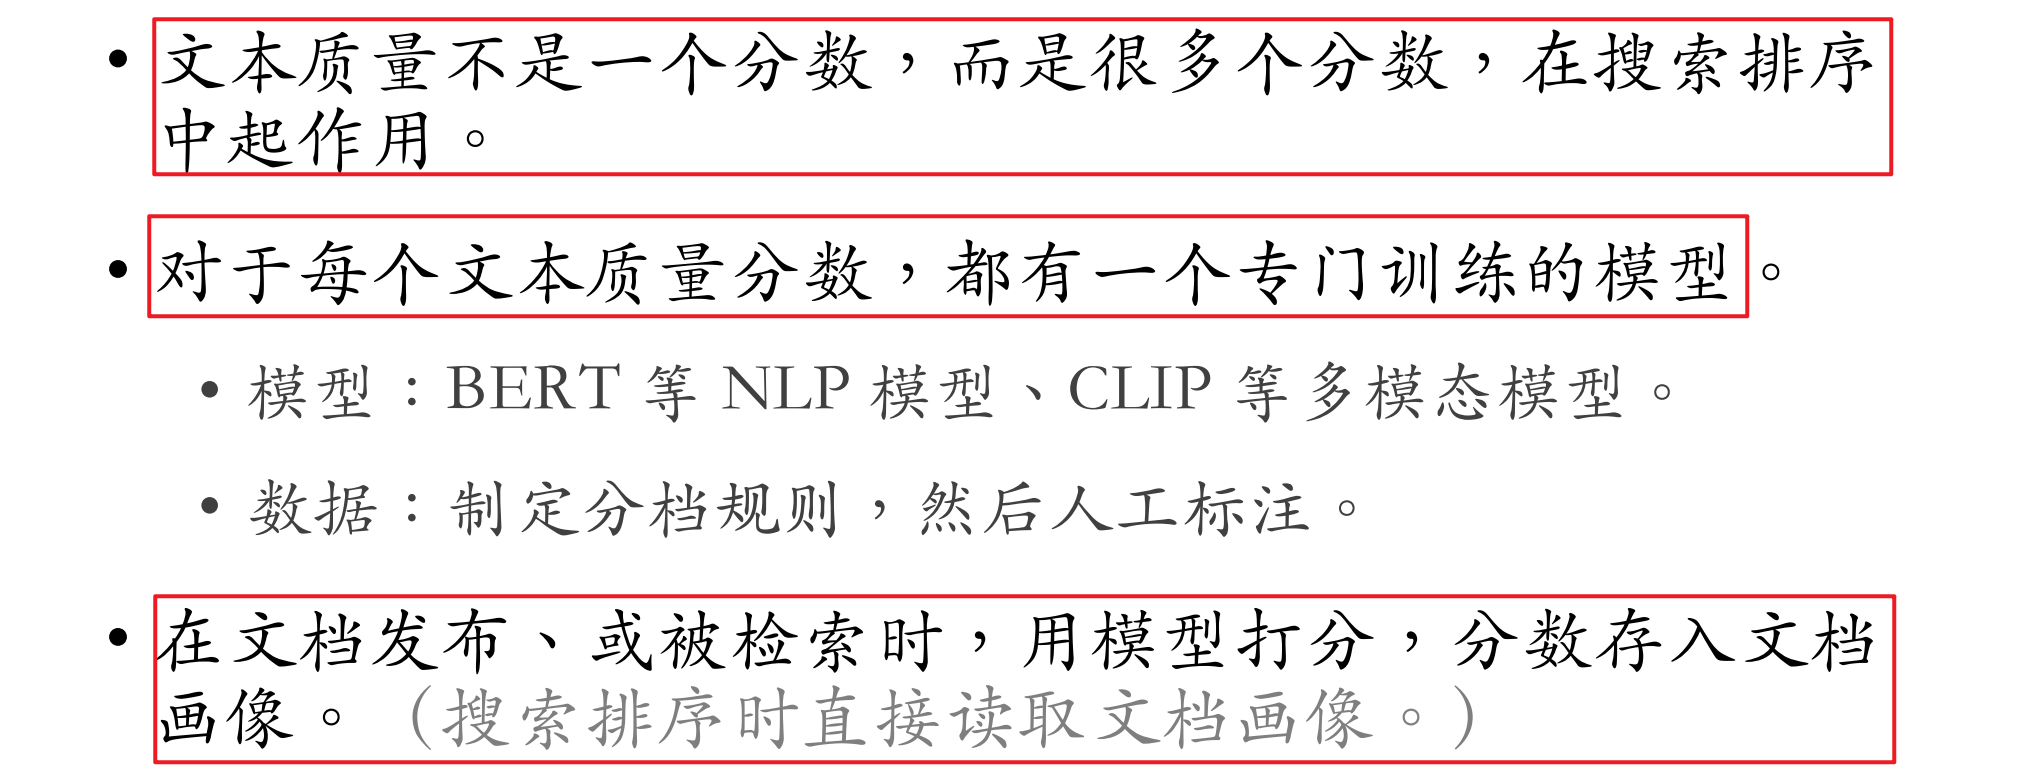 • 文本质量不是一个分数，而是很多个分数，在搜索排序
中起作用。
• 对于每个文本质量分数，都有一个专门训练的模型。
• 模型：BERT 等 NLP 模型、CLIP 等多模态模型。
• 数据：制定分档规则，然后人工标注。
• 在文档发布、或被检索时，用模型打分，分数存入文档
画像。（搜索排序时直接读取文档画像。）